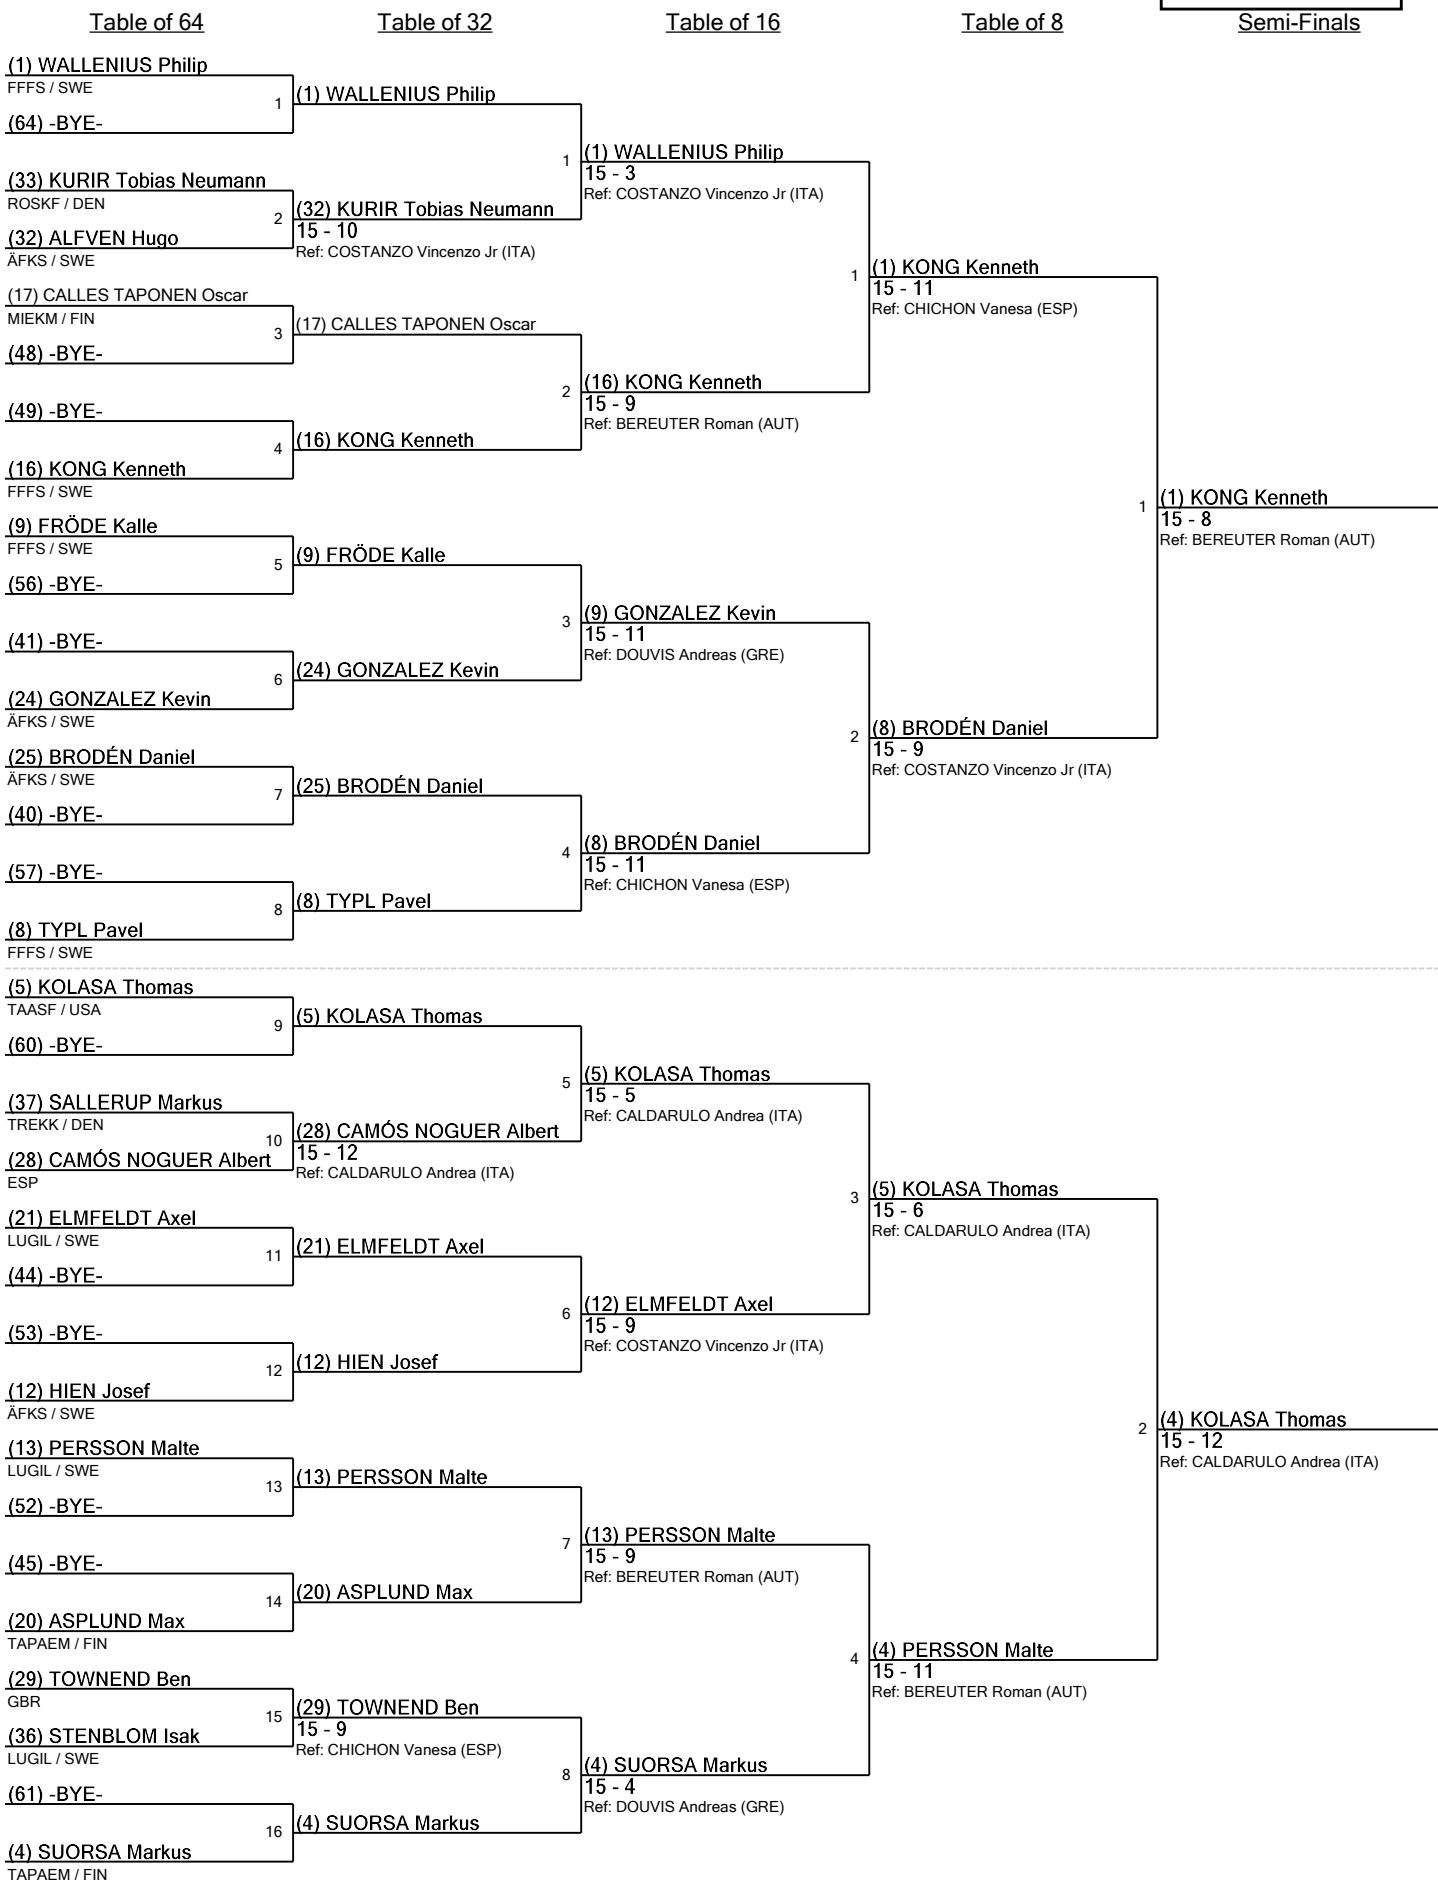 Table of 64
Table of 32
Table of 16
Table of 8
Semi-Finals
(1) WALLENIUS Philip
FFFS / SWE
1
(64) -BYE-
(33) KURIR Tobias Neumann
ROSKF / DEN
2
(32) ALFVEN Hugo
ÄFKS / SWE
(17) CALLES TAPONEN Oscar
MIEKM / FIN
3
(48) -BYE-
(49) -BYE-
4
(16) KONG Kenneth
FFFS / SWE
(9) FRÖDE Kalle
FFFS / SWE
5
(56) -BYE-
(41) -BYE-
6
(24) GONZALEZ Kevin
ÄFKS / SWE
(25) BRODÉN Daniel
ÄFKS / SWE
7
(40) -BYE-
(57) -BYE-
8
(8) TYPL Pavel
FFFS / SWE
(5) KOLASA Thomas
TAASF / USA
9
(60) -BYE-
(37) SALLERUP Markus
TREKK / DEN
10
(28) CAMÓS NOGUER Albert
ESP
(21) ELMFELDT Axel
LUGIL / SWE
11
(44) -BYE-
(53) -BYE-
12
(12) HIEN Josef
ÄFKS / SWE
(13) PERSSON Malte
LUGIL / SWE
13
(52) -BYE-
(45) -BYE-
14
(20) ASPLUND Max
TAPAEM / FIN
(29) TOWNEND Ben
GBR
15
(36) STENBLOM Isak
LUGIL / SWE
(61) -BYE-
16
(4) SUORSA Markus
TAPAEM / FIN
(1) WALLENIUS Philip
1
(32) KURIR Tobias Neumann
15 - 10
Ref: COSTANZO Vincenzo Jr (ITA)
(17) CALLES TAPONEN Oscar
2
(16) KONG Kenneth
(9) FRÖDE Kalle
3
(24) GONZALEZ Kevin
(25) BRODÉN Daniel
4
(8) TYPL Pavel
(5) KOLASA Thomas
5
(28) CAMÓS NOGUER Albert
15 - 12
Ref: CALDARULO Andrea (ITA)
(21) ELMFELDT Axel
6
(12) HIEN Josef
(13) PERSSON Malte
7
(20) ASPLUND Max
(29) TOWNEND Ben
15 - 9
Ref: CHICHON Vanesa (ESP)
8
(4) SUORSA Markus
(1) WALLENIUS Philip
15 - 3
Ref: COSTANZO Vincenzo Jr (ITA)
1
(16) KONG Kenneth
15 - 9
Ref: BEREUTER Roman (AUT)
(9) GONZALEZ Kevin
15 - 11
Ref: DOUVIS Andreas (GRE)
2
(8) BRODÉN Daniel
15 - 11
Ref: CHICHON Vanesa (ESP)
(5) KOLASA Thomas
15 - 5
Ref: CALDARULO Andrea (ITA)
3
(12) ELMFELDT Axel
15 - 9
Ref: COSTANZO Vincenzo Jr (ITA)
(13) PERSSON Malte
15 - 9
Ref: BEREUTER Roman (AUT)
4
(4) SUORSA Markus
15 - 4
Ref: DOUVIS Andreas (GRE)
(1) KONG Kenneth
15 - 11
Ref: CHICHON Vanesa (ESP)
1
(8) BRODÉN Daniel
15 - 9
Ref: COSTANZO Vincenzo Jr (ITA)
(5) KOLASA Thomas
15 - 6
Ref: CALDARULO Andrea (ITA)
2
(4) PERSSON Malte
15 - 11
Ref: BEREUTER Roman (AUT)
(1) KONG Kenneth
15 - 8
Ref: BEREUTER Roman (AUT)
(4) KOLASA Thomas
15 - 12
Ref: CALDARULO Andrea (ITA)